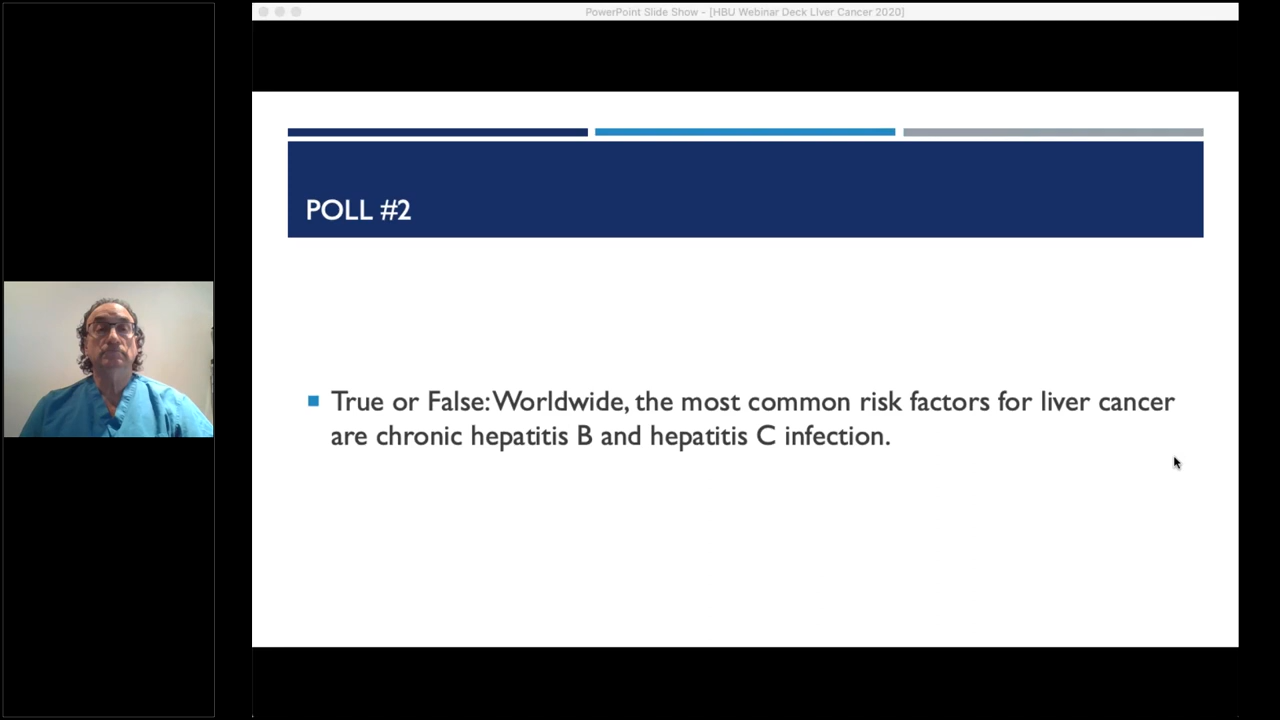 PowerPoint Slide Show - [HBU Webinar Deck LIver Cancer 2020]
POLL #2
True or False: Worldwide, the most common risk factors for liver cancer
are chronic hepatitis B and hepatitis C infection.